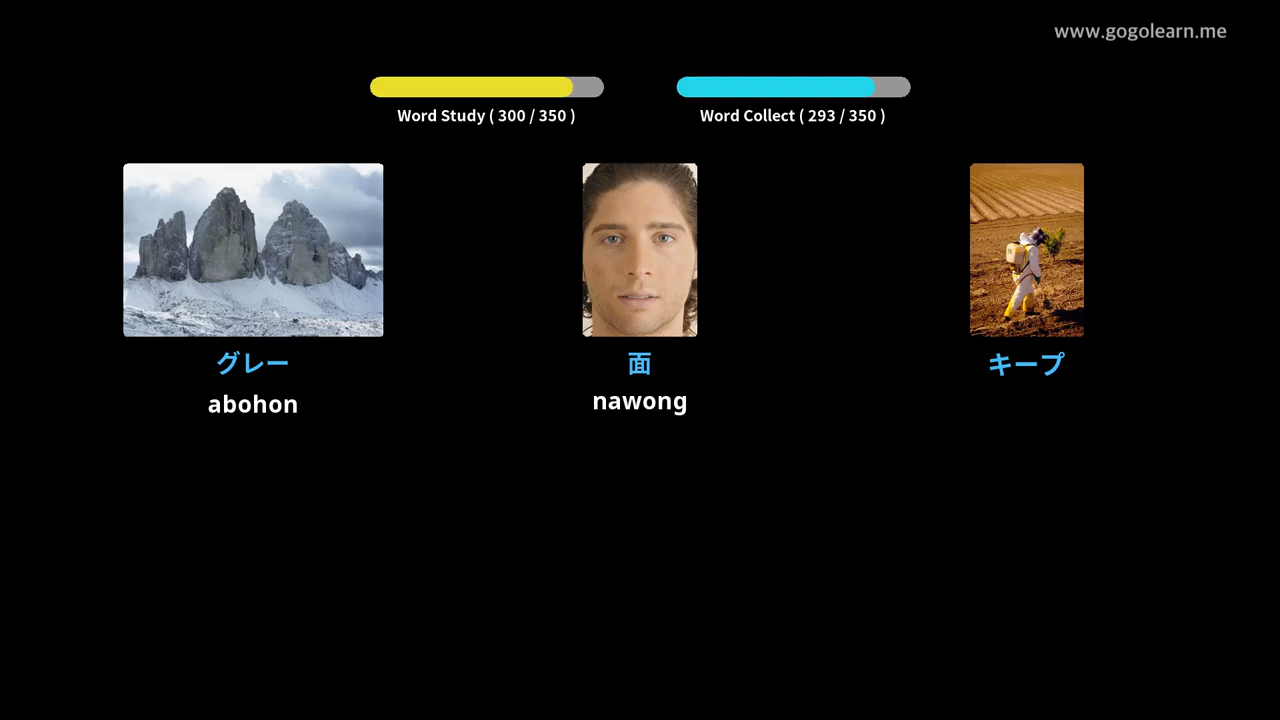 www.gogolearn.me
Word Study ( 300 / 350 )
Word Collect ( 293 / 350 )
グレー
abohon
面
nawong
キープ